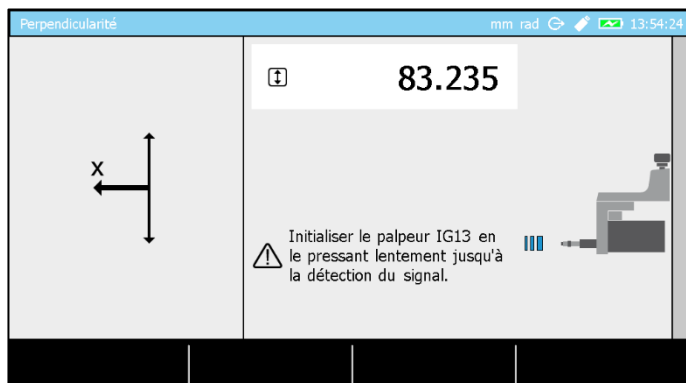 Perpendicularité mm rad 13:54:24
83.235
X
Initialiser le palpeur IG13 en
le pressant lentement jusqu'à
la détection du signal.